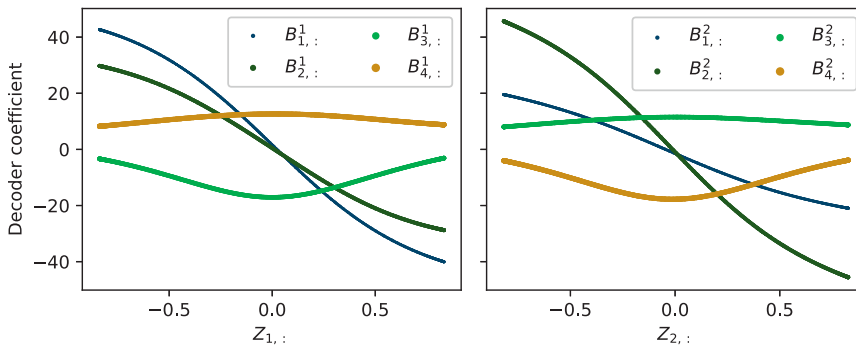 Decoder coefficient
40
20
0
−20
−40
B^1_{1,:} B^1_{3,:}
B^1_{2,:} B^1_{4,:}
−0.5 0.0 0.5
Z_{1,:}
B^2_{1,:} B^2_{3,:}
B^2_{2,:} B^2_{4,:}
−0.5 0.0 0.5
Z_{2,:}